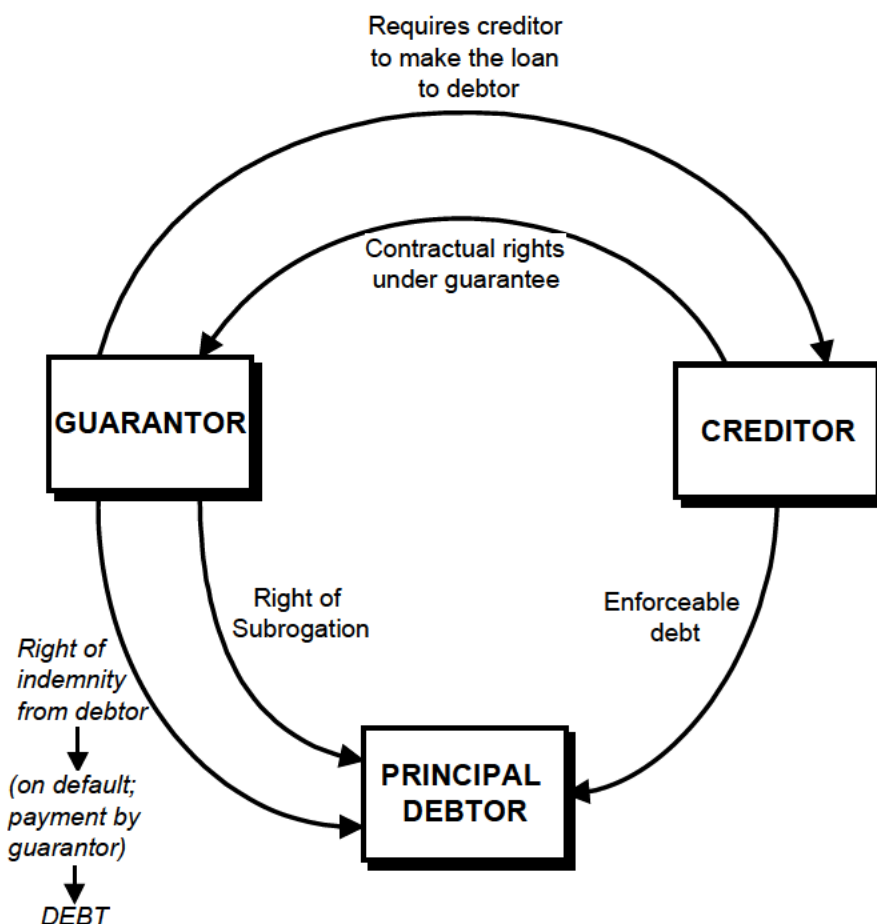 Requires creditor
to make the loan
to debtor
Contractual rights
under guarantee
GUARANTOR
CREDITOR
Right of
Subrogation
Enforceable
debt
Right of
indemnity
from debtor
(on default;
payment by
guarantor)
DEBT
PRINCIPAL
DEBTOR